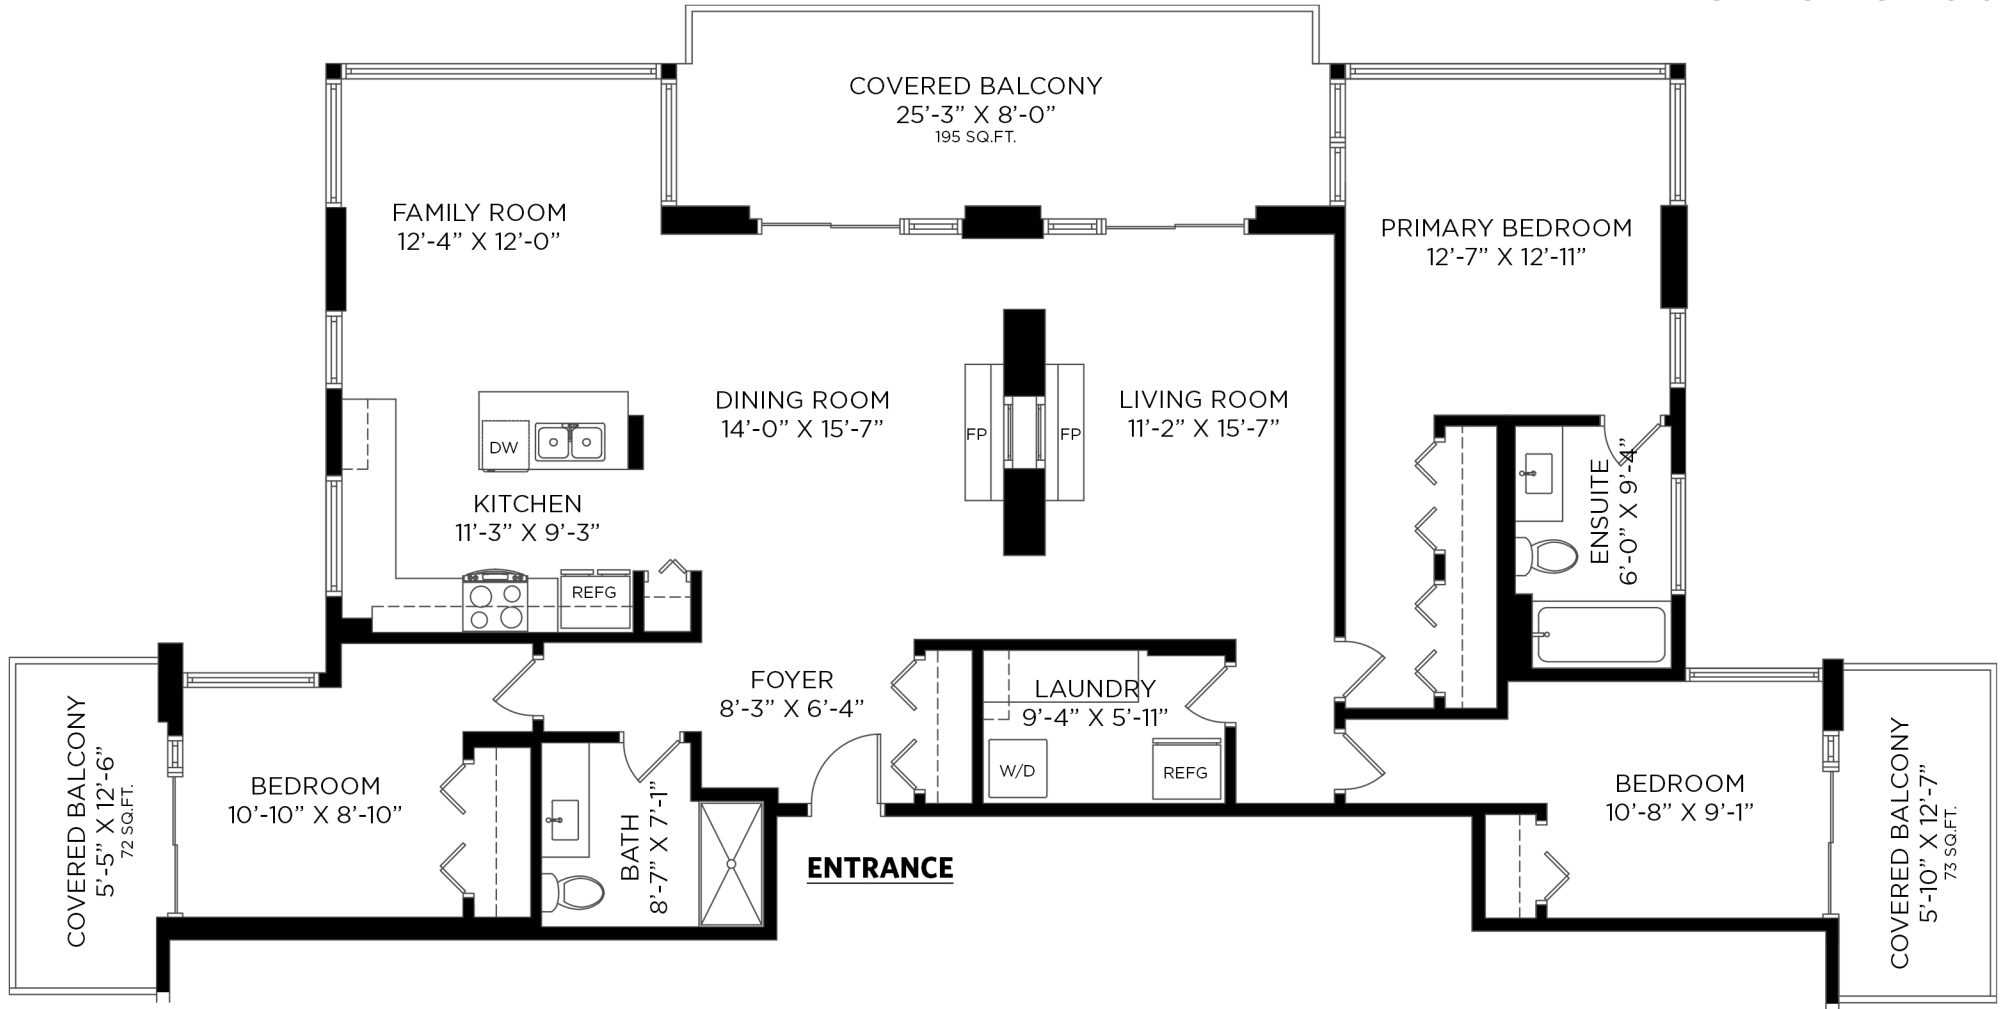 COVERED BALCONY
25’-3” X 8’-0”
195 SQ.FT.
FAMILY ROOM
12’-4” X 12’-0”
PRIMARY BEDROOM
12’-7” X 12’-11”
DINING ROOM
14’-0” X 15’-7”
LIVING ROOM
11’-2” X 15’-7”
FP
FP
DW
KITCHEN
11’-3” X 9’-3”
REFG
ENSUITE
6’-0” X 9’-4”
FOYER
8’-3” X 6’-4”
LAUNDRY
9’-4” X 5’-11”
W/D
REFG
COVERED BALCONY
5’-5” X 12’-6”
72 SQ.FT.
BEDROOM
10’-10” X 8’-10”
BATH
8’-7” X 7’-1”
ENTRANCE
BEDROOM
10’-8” X 9’-1”
COVERED BALCONY
5’-10” X 12’-7”
73 SQ.FT.